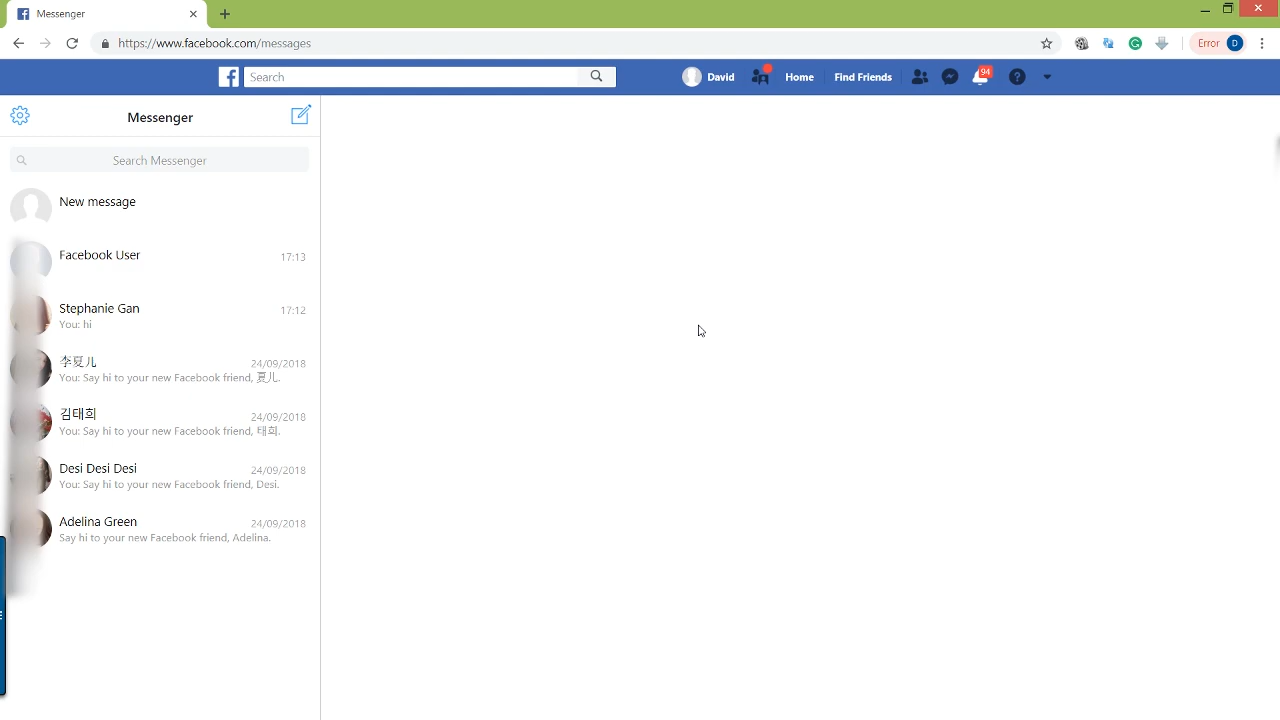 Messenger
https://www.facebook.com/messages
Error
D
Search
David
Home
Find Friends
94
Messenger
Search Messenger
New message
Facebook User
17:13
Stephanie Gan
17:12
You: hi
李夏儿
24/09/2018
You: Say hi to your new Facebook friend, 夏儿.
김태희
24/09/2018
You: Say hi to your new Facebook friend, 태희.
Desi Desi Desi
24/09/2018
You: Say hi to your new Facebook friend, Desi.
Adelina Green
24/09/2018
Say hi to your new Facebook friend, Adelina.